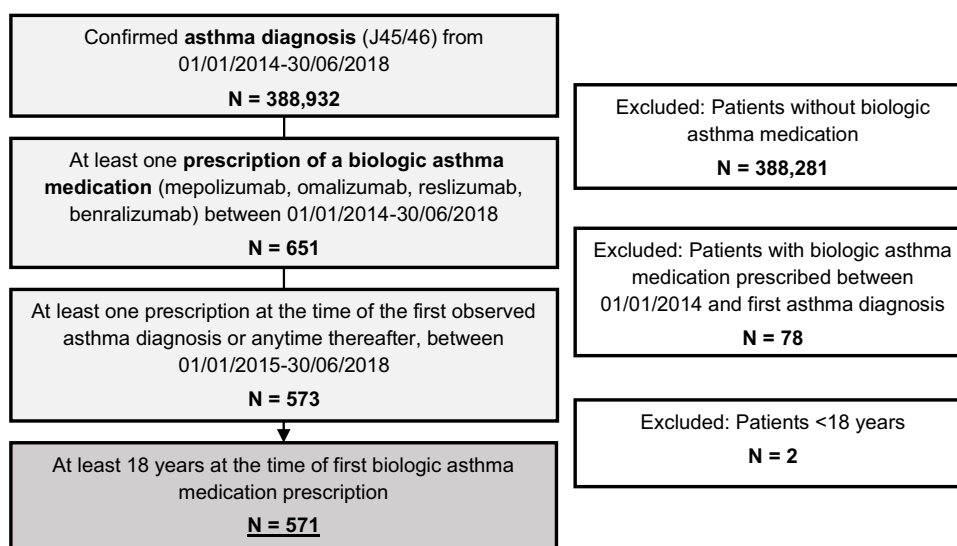 Confirmed asthma diagnosis (J45/46) from
01/01/2014-30/06/2018
N = 388,932
Excluded: Patients without biologic
asthma medication
N = 388,281
At least one prescription of a biologic asthma
medication (mepolizumab, omalizumab, reslizumab,
benralizumab) between 01/01/2014-30/06/2018
N = 651
Excluded: Patients with biologic asthma
medication prescribed between
01/01/2014 and first asthma diagnosis
N = 78
At least one prescription at the time of the first observed
asthma diagnosis or anytime thereafter, between
01/01/2015-30/06/2018
N = 573
Excluded: Patients <18 years
N = 2
At least 18 years at the time of first biologic asthma
medication prescription
N = 571